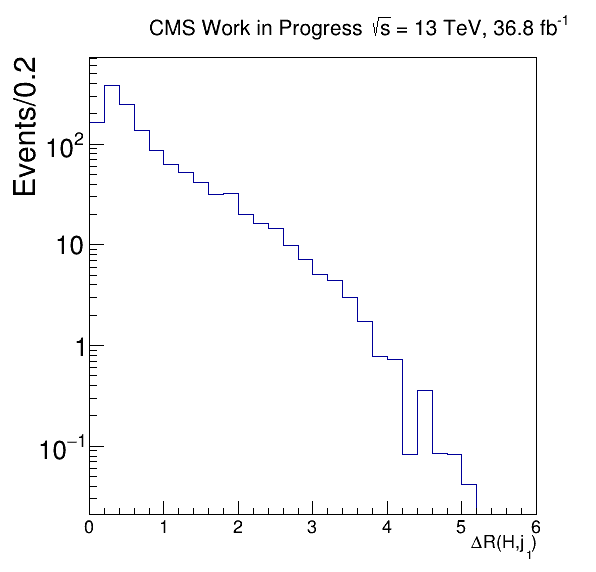 CMS Work in Progress √s = 13 TeV, 36.8 fb⁻¹
Events/0.2
10²
10
1
10⁻¹
0 1 2 3 4 5 6
ΔR(H,j₁)